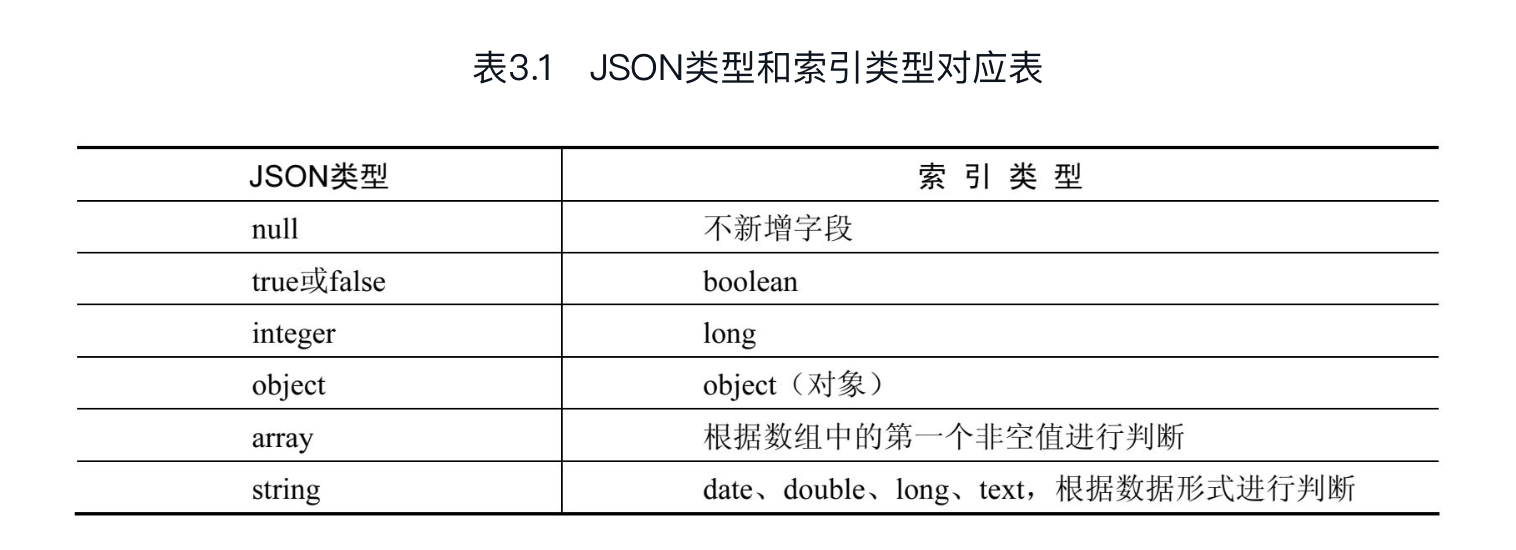 表3.1 JSON类型和索引类型对应表
JSON类型 索引类型
null 不新增字段
true或false boolean
integer long
object object（对象）
array 根据数组中的第一个非空值进行判断
string date、double、long、text，根据数据形式进行判断